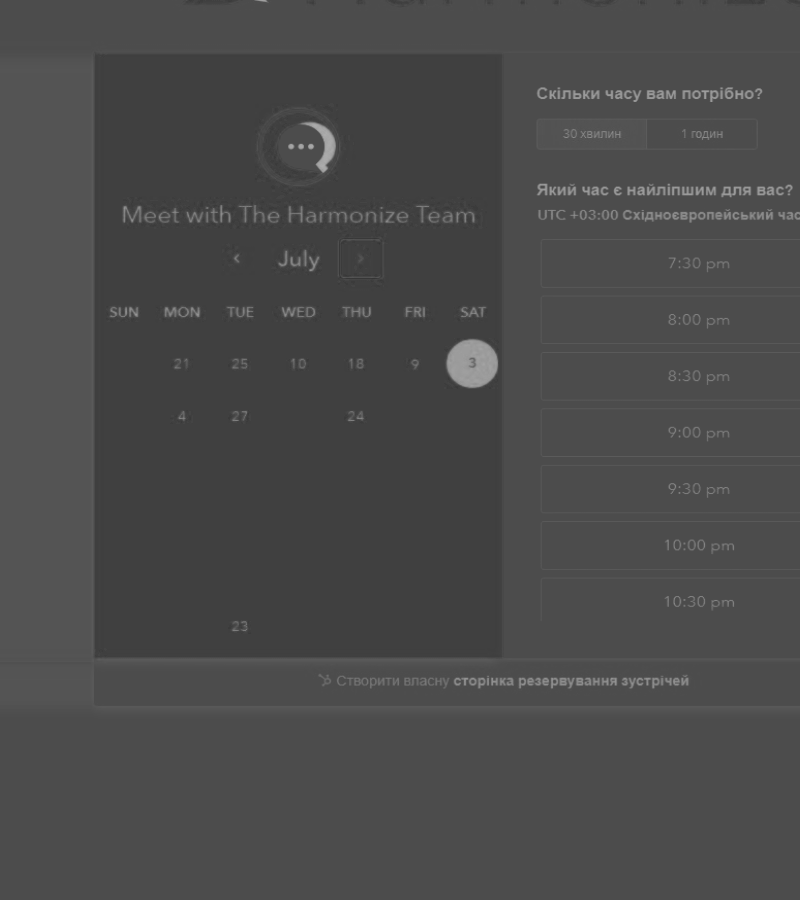 Meet with The Harmonize Team
‹ July ›
SUN MON TUE WED THU FRI SAT
21 25 10 18 9 3
4 27 24
23
Скільки часу вам потрібно?
30 хвилин 1 годин
Який час є найліпшим для вас?
UTC +03:00 Східноєвропейський час
7:30 pm
8:00 pm
8:30 pm
9:00 pm
9:30 pm
10:00 pm
10:30 pm
Створити власну сторінка резервування зустрічей